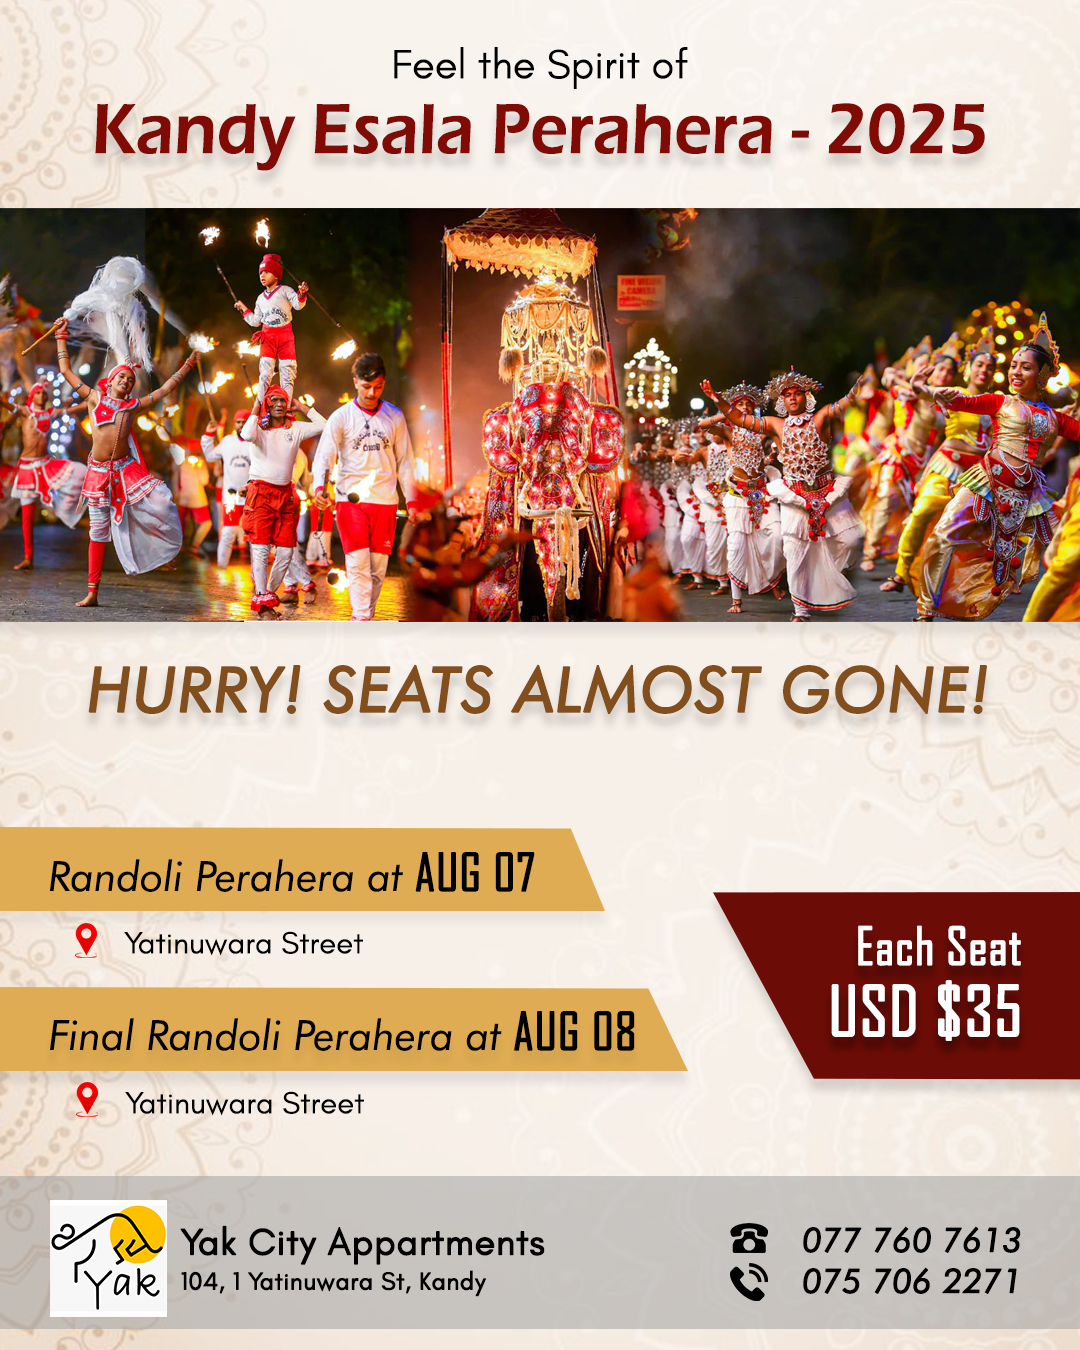 Feel the Spirit of
Kandy Esala Perahera - 2025
HURRY! SEATS ALMOST GONE!
Randoli Perahera at AUG 07
Yatinuwara Street
Final Randoli Perahera at AUG 08
Yatinuwara Street
Each Seat
USD $35
Yak
Yak City Appartments
104, 1 Yatinuwara St, Kandy
077 760 7613
075 706 2271